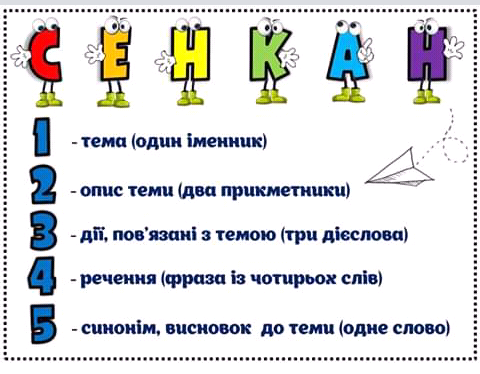 СЕНКАН
1 - тема (один іменник)
2 - опис теми (два прикметники)
3 - дії, пов'язані з темою (три дієслова)
4 - речення (фраза із чотирьох слів)
5 - синонім, висновок до теми (одне слово)